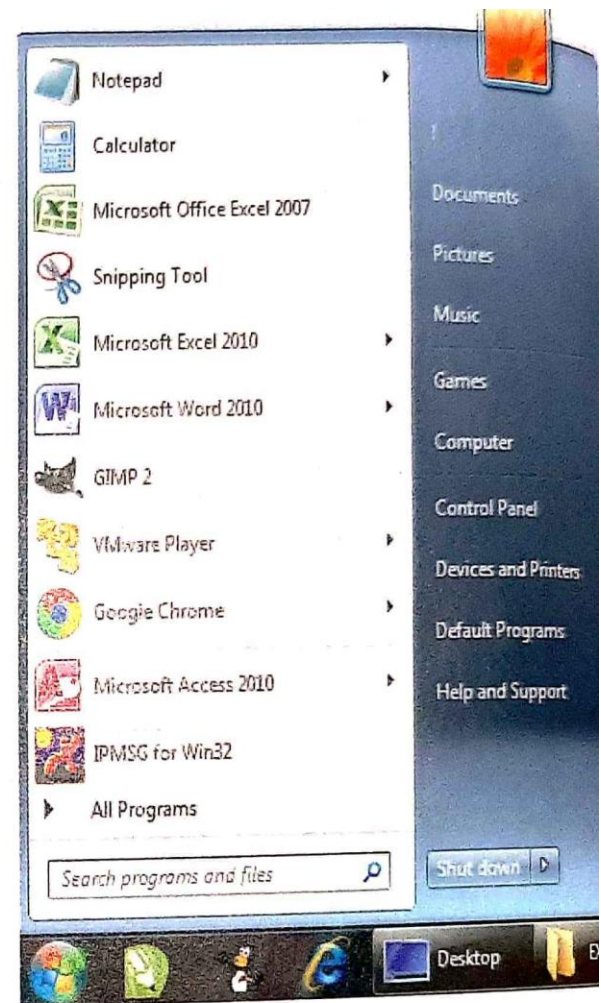 Notepad
Calculator
Microsoft Office Excel 2007
Snipping Tool
Microsoft Excel 2010
Microsoft Word 2010
GIMP 2
VMware Player
Google Chrome
Microsoft Access 2010
IPMSG for Win32
All Programs
Search programs and files
Documents
Pictures
Music
Games
Computer
Control Panel
Devices and Printers
Default Programs
Help and Support
Shut down
Desktop